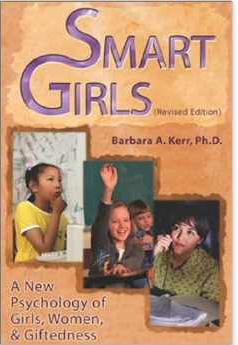 SMART
GIRLS
(Revised Edition)
Barbara A. Kerr, Ph.D.
A New
Psychology of
Girls, Women,
& Giftedness